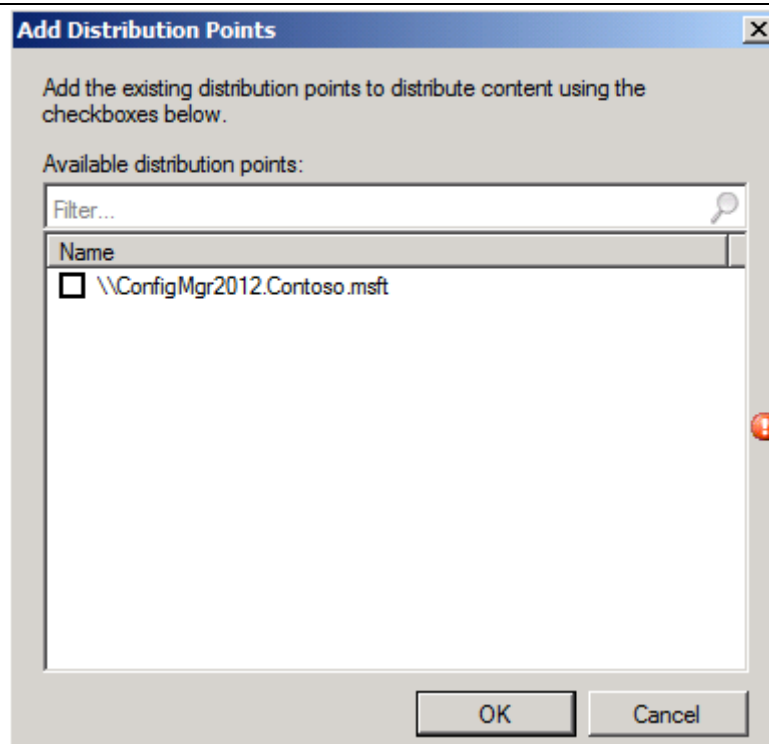 Add Distribution Points
Add the existing distribution points to distribute content using the
checkboxes below.
Available distribution points:
Filter...
Name
\\ConfigMgr2012.Contoso.msft
OK
Cancel